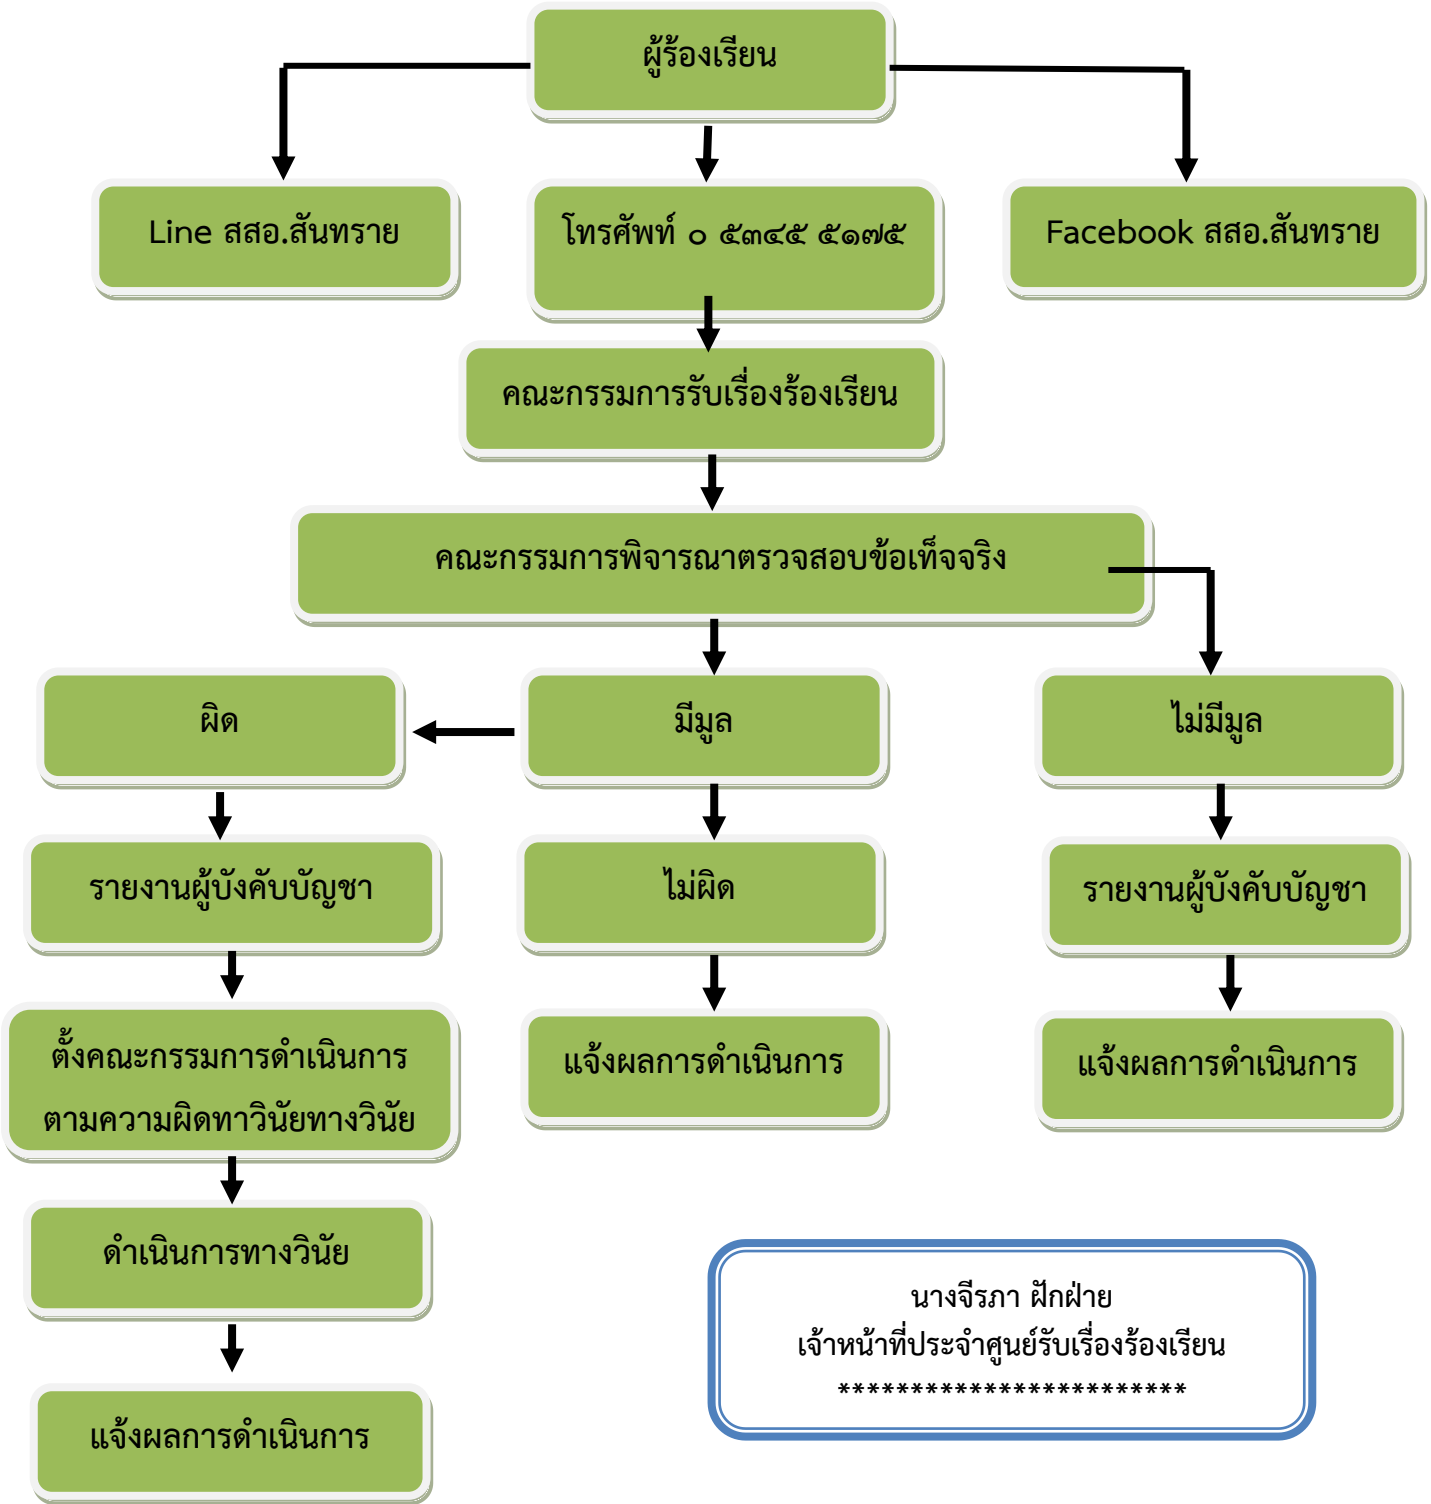 ผู้ร้องเรียน
Line สสอ.สันทราย
โทรศัพท์ ๐ ๕๓๔๕ ๕๑๗๕
Facebook สสอ.สันทราย
คณะกรรมการรับเรื่องร้องเรียน
คณะกรรมการพิจารณาตรวจสอบข้อเท็จจริง
ผิด
มีมูล
ไม่มีมูล
รายงานผู้บังคับบัญชา
ไม่ผิด
รายงานผู้บังคับบัญชา
ตั้งคณะกรรมการดำเนินการ
ตามความผิดทาวินัยทางวินัย
แจ้งผลการดำเนินการ
แจ้งผลการดำเนินการ
ดำเนินการทางวินัย
แจ้งผลการดำเนินการ
นางจีรภา ฝักฝ่าย
เจ้าหน้าที่ประจำศูนย์รับเรื่องร้องเรียน
************************